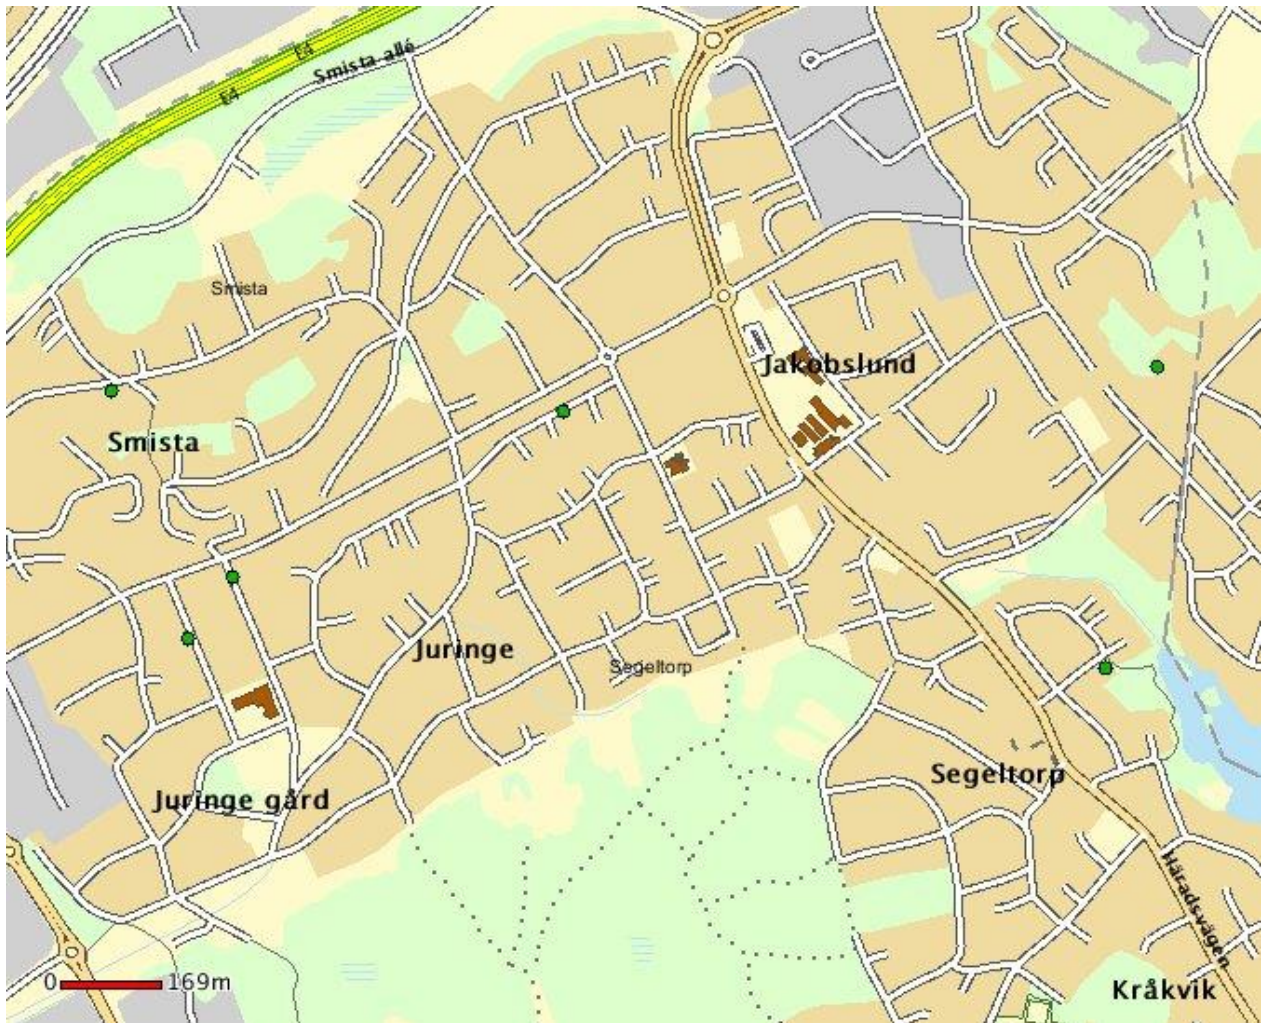 E4
Smista allé
E4
Smista
Jakobslund
Smista
Juringe
Segeltorp
Segeltorp
Juringe gård
Häradsvägen
0 169m
Kråkvik